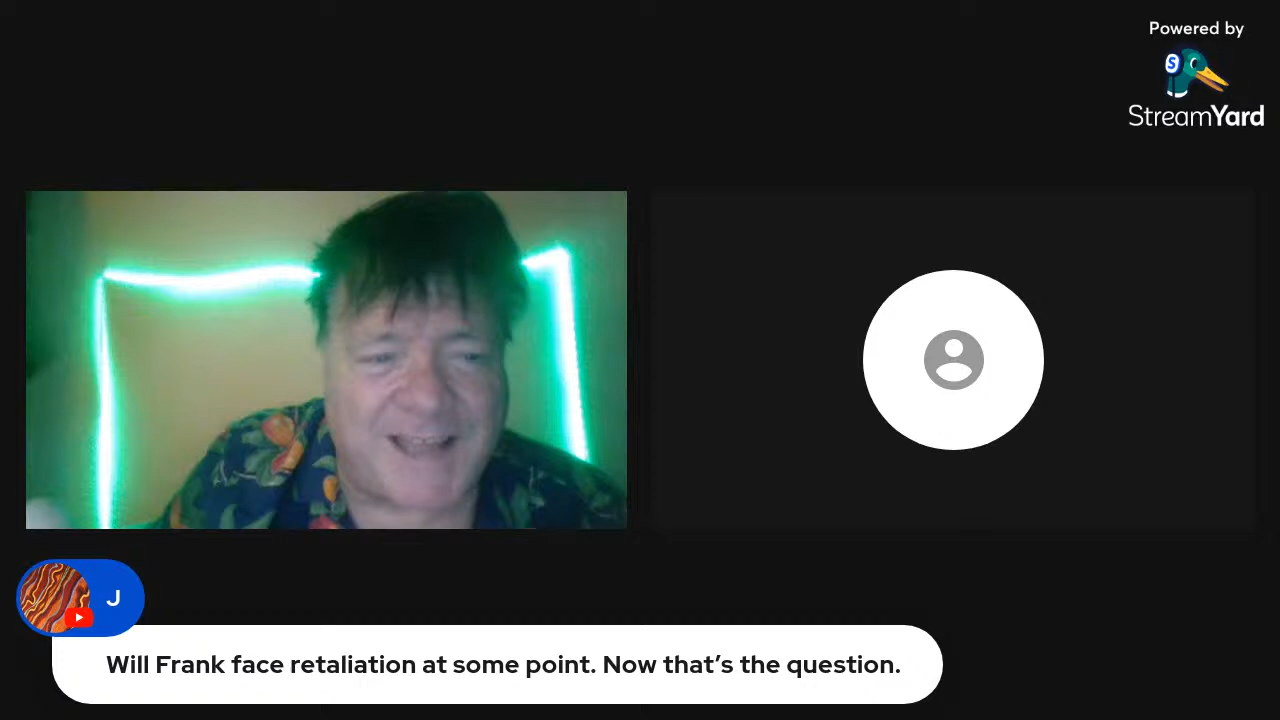 Powered by
S
StreamYard
J
Will Frank face retaliation at some point. Now that’s the question.